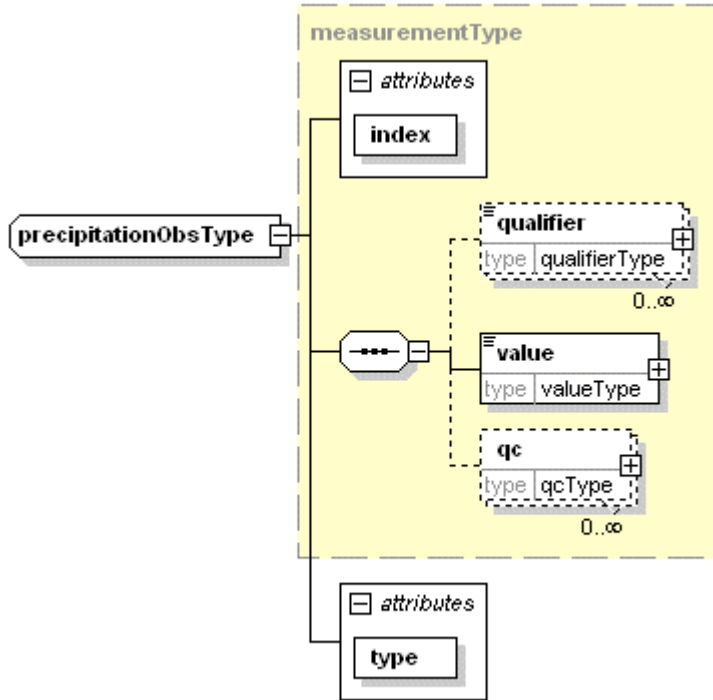 measurementType
attributes
index
precipitationObsType
qualifier
type qualifierType
0..∞
value
type valueType
qc
type qcType
0..∞
attributes
type